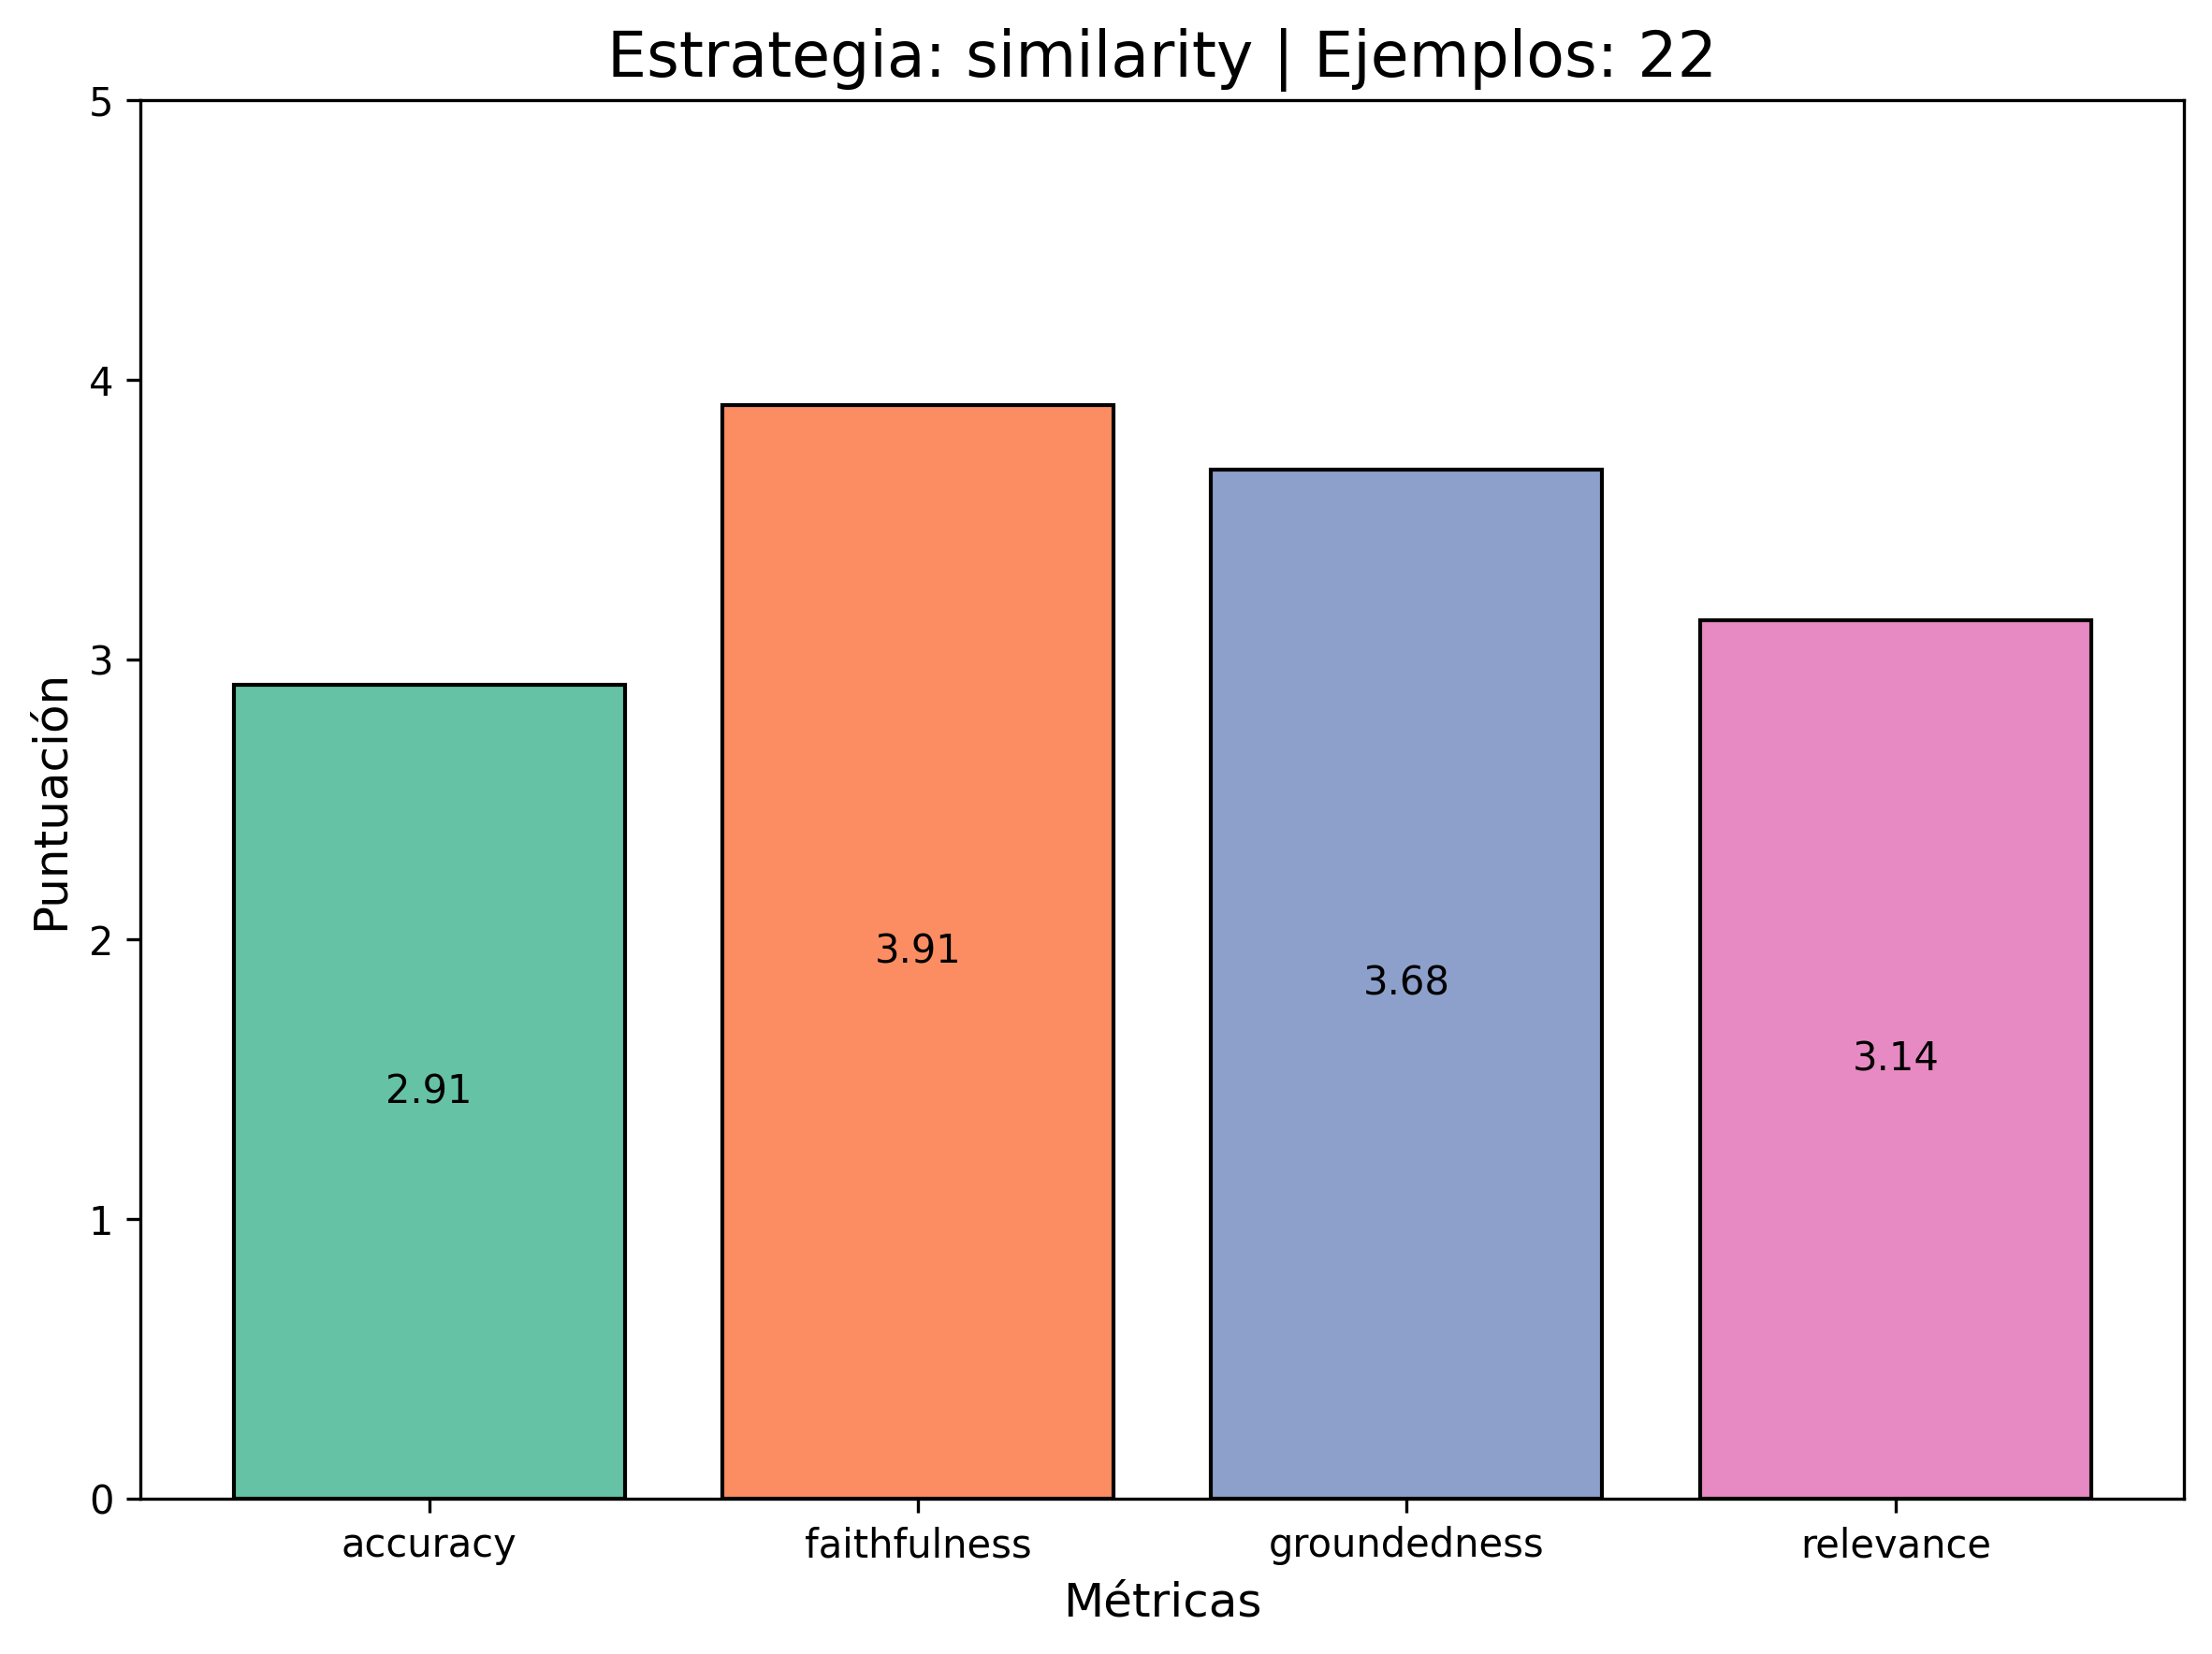 Estrategia: similarity | Ejemplos: 22
Puntuación
5
4
3
2
1
0
2.91
3.91
3.68
3.14
accuracy
faithfulness
groundedness
relevance
Métricas